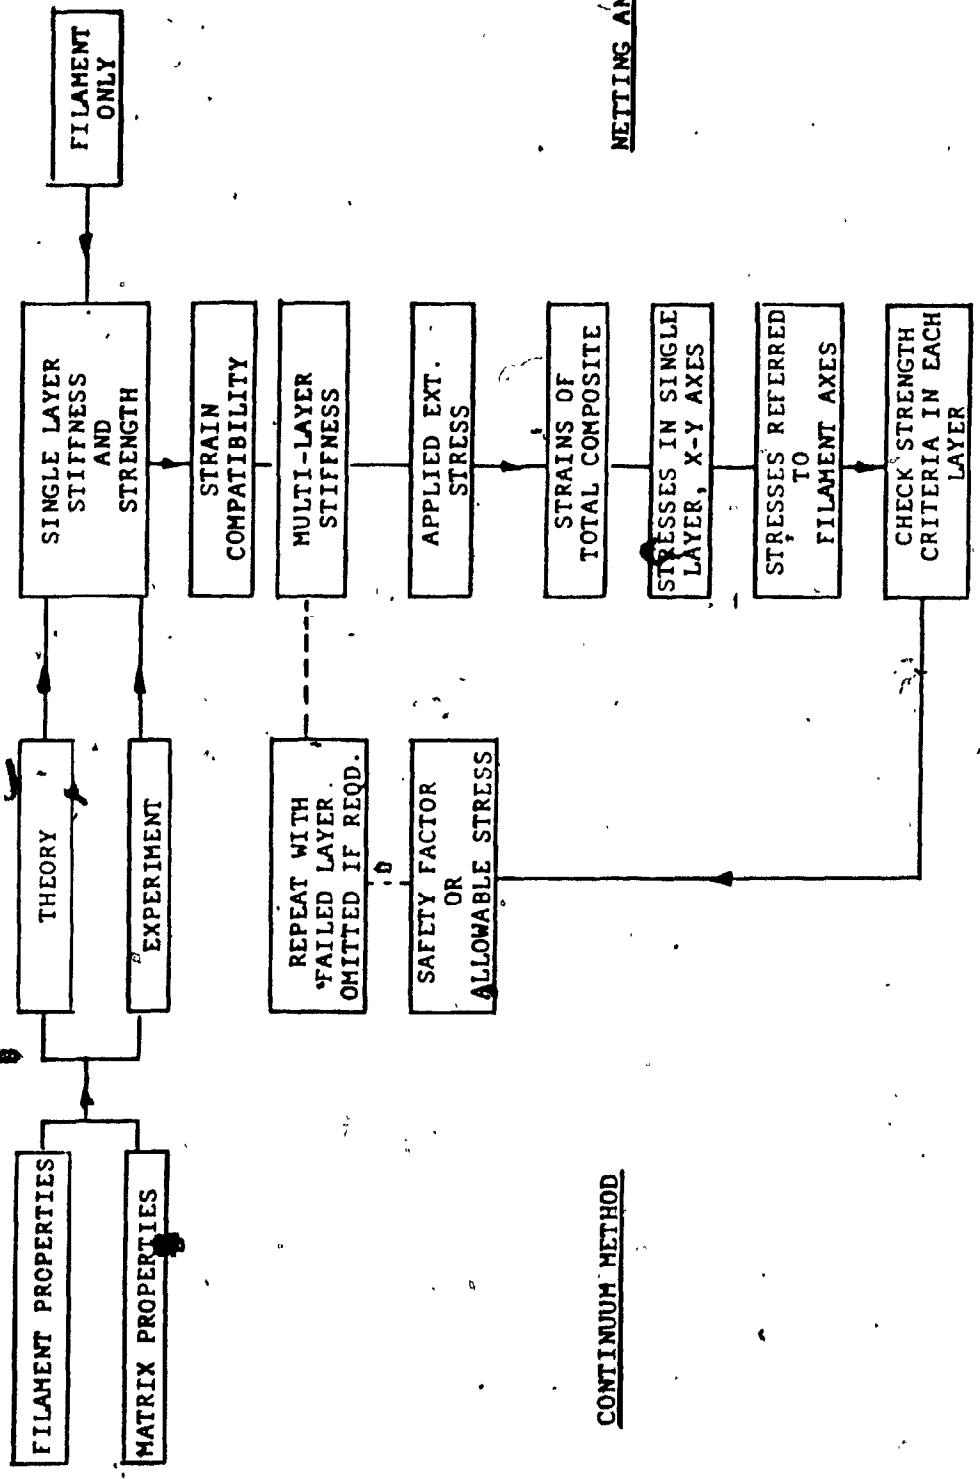 FILAMENT PROPERTIES
MATRIX PROPERTIES
THEORY
EXPERIMENT
SINGLE LAYER
STIFFNESS
AND
STRENGTH
FILAMENT
ONLY
STRAIN
COMPATIBILITY
MULTI-LAYER
STIFFNESS
REPEAT WITH
FAILED LAYER.
OMITTED IF REQD.
APPLIED EXT.
STRESS
SAFETY FACTOR
OR
ALLOWABLE STRESS
STRAINS OF
TOTAL COMPOSITE
STRESSES IN SINGLE
LAYER, X-Y AXES
STRESSES REFERRED
TO
FILAMENT AXES
CHECK STRENGTH
CRITERIA IN EACH
LAYER
CONTINUUM METHOD
NETTING